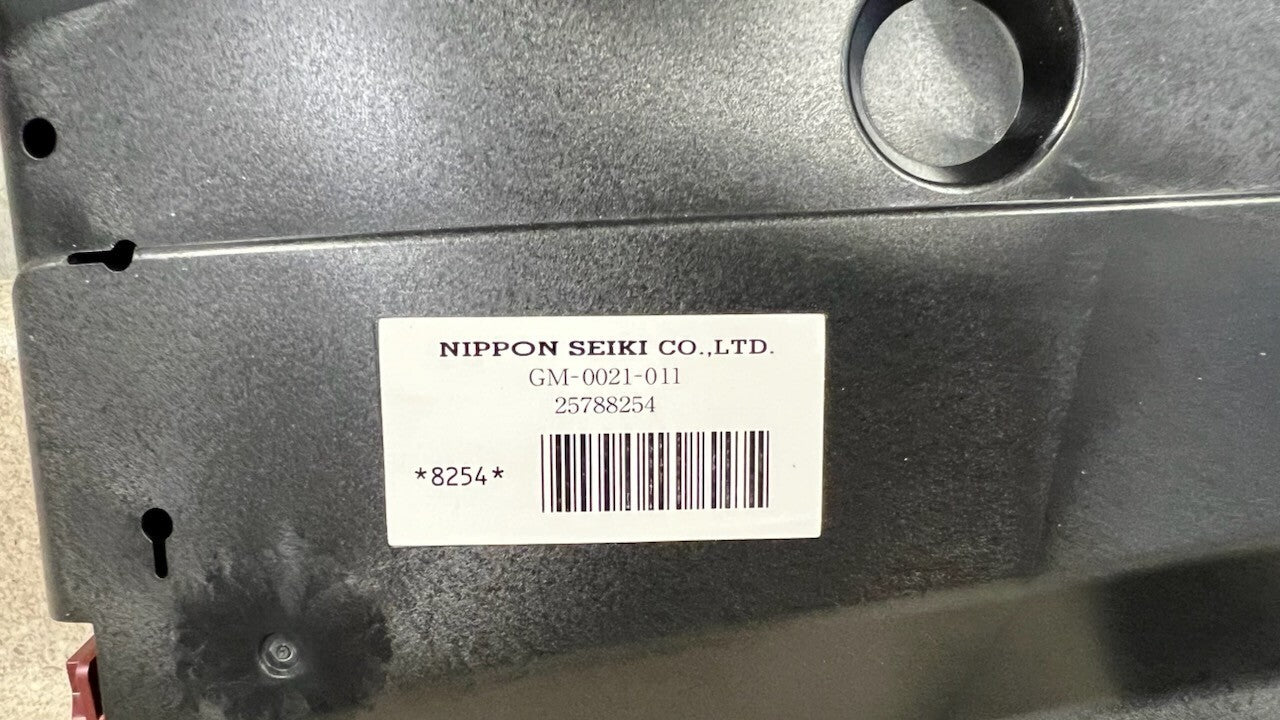 NIPPON SEIKI CO.,LTD.
GM-0021-011
25788254
*8254*